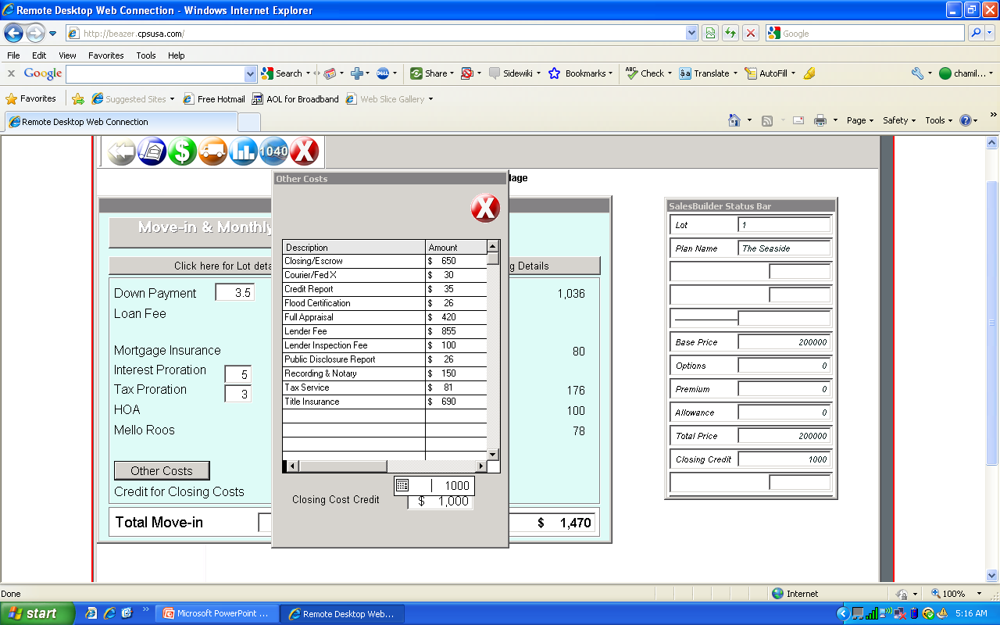 Remote Desktop Web Connection - Windows Internet Explorer
http://beazer.cpsusa.com/
Google
File Edit View Favorites Tools Help
x Google Search Share Sidewiki Bookmarks ABC Check aあ Translate AutoFill chamil...
Favorites Suggested Sites Free Hotmail AOL for Broadband Web Slice Gallery
Remote Desktop Web Connection
Page Safety Tools
$ 1040 X
lage
Other Costs
X
SalesBuilder Status Bar
Move-in & Monthly
Lot 1
Plan Name The Seaside
Click here for Lot deta
g Details
Description Amount
Closing/Escrow $ 650
Courier/Fed X $ 30
Credit Report $ 35
Flood Certification $ 26
Full Appraisal $ 420
Lender Fee $ 855
Lender Inspection Fee $ 100
Public Disclosure Report $ 26
Recording & Notary $ 150
Tax Service $ 81
Title Insurance $ 690
Down Payment 3.5 1,036
Loan Fee
Mortgage Insurance 80
Interest Proration 5
Tax Proration 3 176
HOA 100
Mello Roos 78
Other Costs
Credit for Closing Costs
1000
Closing Cost Credit $ 1,000
Total Move-in $ 1,470
Base Price 200000
Options 0
Premium 0
Allowance 0
Total Price 200000
Closing Credit 1000
Done Internet 100%
start Microsoft PowerPoint ... Remote Desktop Web... 5:16 AM